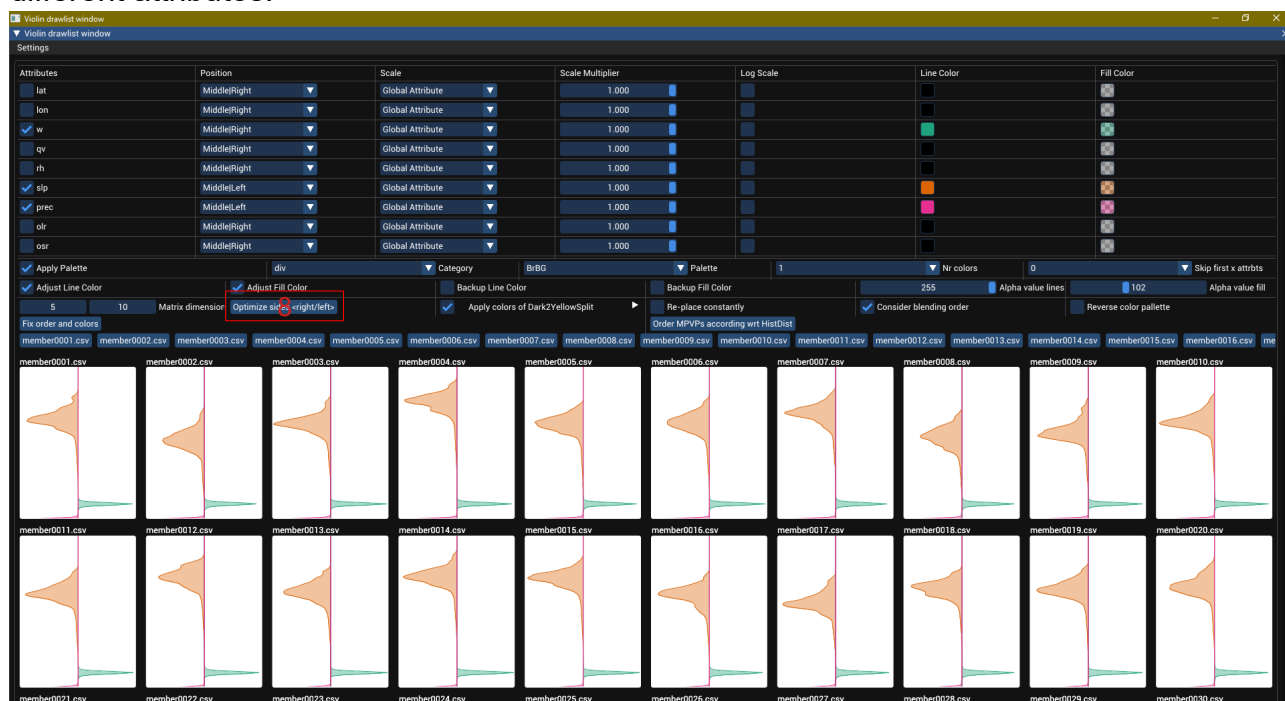 different attributes.
Violin drawlist window
Violin drawlist window
Settings
Attributes Position Scale Scale Multiplier Log Scale Line Color Fill Color
lat Middle|Right Global Attribute 1.000
lon Middle|Right Global Attribute 1.000
w Middle|Right Global Attribute 1.000
qv Middle|Right Global Attribute 1.000
rh Middle|Right Global Attribute 1.000
slp Middle|Left Global Attribute 1.000
prec Middle|Left Global Attribute 1.000
olr Middle|Right Global Attribute 1.000
osr Middle|Right Global Attribute 1.000
Apply Palette div Category BrBG Palette 1 Nr colors 0 Skip first x attrbts
Adjust Line Color Adjust Fill Color Backup Line Color Backup Fill Color 255 Alpha value lines 102 Alpha value fill
5 10 Matrix dimension Optimize sides <right/left> 8 Apply colors of Dark2YellowSplit Re-place constantly Consider blending order Reverse color pallette
Fix order and colors Order MPVPs according wrt HistDist
member0001.csv member0002.csv member0003.csv member0004.csv member0005.csv member0006.csv member0007.csv member0008.csv member0009.csv member0010.csv member0011.csv member0012.csv member0013.csv member0014.csv member0015.csv member0016.csv me
member0001.csv member0002.csv member0003.csv member0004.csv member0005.csv member0006.csv member0007.csv member0008.csv member0009.csv member0010.csv
member0011.csv member0012.csv member0013.csv member0014.csv member0015.csv member0016.csv member0017.csv member0018.csv member0019.csv member0020.csv
member0021.csv member0022.csv member0023.csv member0024.csv member0025.csv member0026.csv member0027.csv member0028.csv member0029.csv member0030.csv